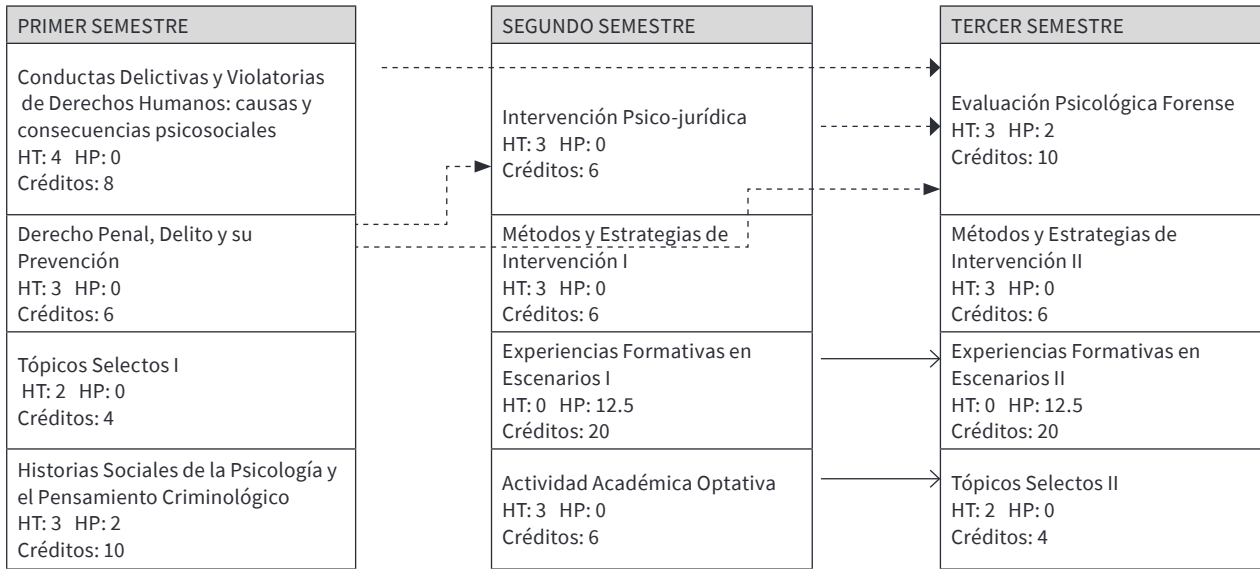 PRIMER SEMESTRE
Conductas Delictivas y Violatorias
de Derechos Humanos: causas y
consecuencias psicosociales
HT: 4 HP: 0
Créditos: 8
Derecho Penal, Delito y su
Prevención
HT: 3 HP: 0
Créditos: 6
Tópicos Selectos I
HT: 2 HP: 0
Créditos: 4
Historias Sociales de la Psicología y
el Pensamiento Criminológico
HT: 3 HP: 2
Créditos: 10
SEGUNDO SEMESTRE
Intervención Psico-jurídica
HT: 3 HP: 0
Créditos: 6
Métodos y Estrategias de
Intervención I
HT: 3 HP: 0
Créditos: 6
Experiencias Formativas en
Escenarios I
HT: 0 HP: 12.5
Créditos: 20
Actividad Académica Optativa
HT: 3 HP: 0
Créditos: 6
TERCER SEMESTRE
Evaluación Psicológica Forense
HT: 3 HP: 2
Créditos: 10
Métodos y Estrategias de
Intervención II
HT: 3 HP: 0
Créditos: 6
Experiencias Formativas en
Escenarios II
HT: 0 HP: 12.5
Créditos: 20
Tópicos Selectos II
HT: 2 HP: 0
Créditos: 4